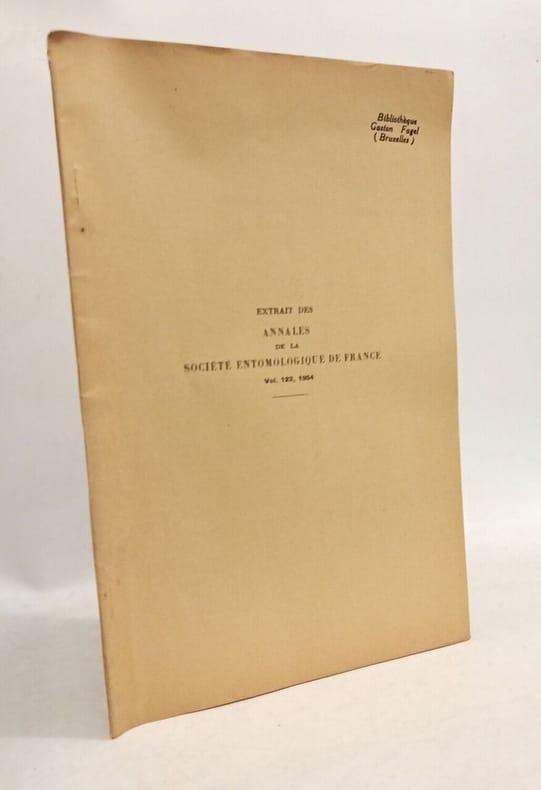 Bibliothèque
Gaston Fagel
( Bruxelles )
EXTRAIT DES
ANNALES
DE LA
SOCIÉTÉ ENTOMOLOGIQUE DE FRANCE
Vol. 123, 1954